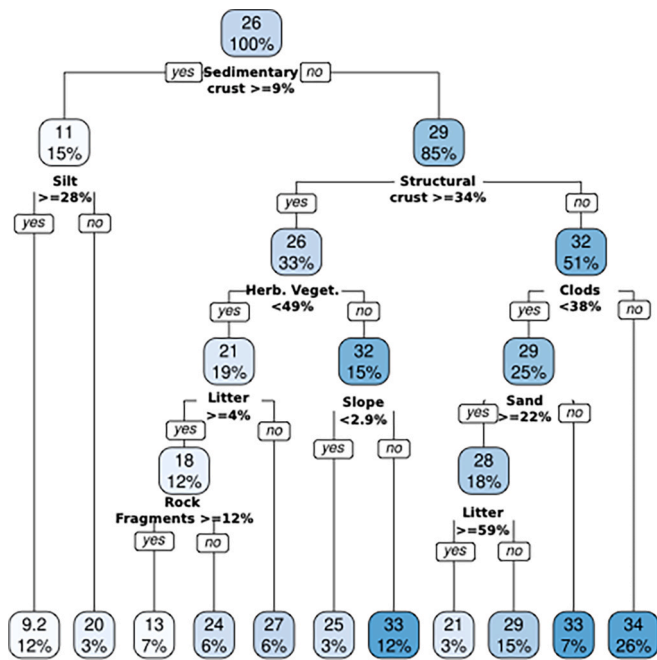 26
100%
yes
Sedimentary
crust >=9%
no
11
15%
29
85%
Silt
>=28%
yes
no
Structural
crust >=34%
yes
no
26
33%
32
51%
Herb. Veget.
<49%
yes
no
Clods
<38%
yes
no
21
19%
32
15%
29
25%
Litter
>=4%
yes
no
Slope
<2.9%
yes
no
Sand
>=22%
yes
no
18
12%
28
18%
Rock
Fragments >=12%
yes
no
Litter
>=59%
yes
no
9.2
12%
20
3%
13
7%
24
6%
27
6%
25
3%
33
12%
21
3%
29
15%
33
7%
34
26%